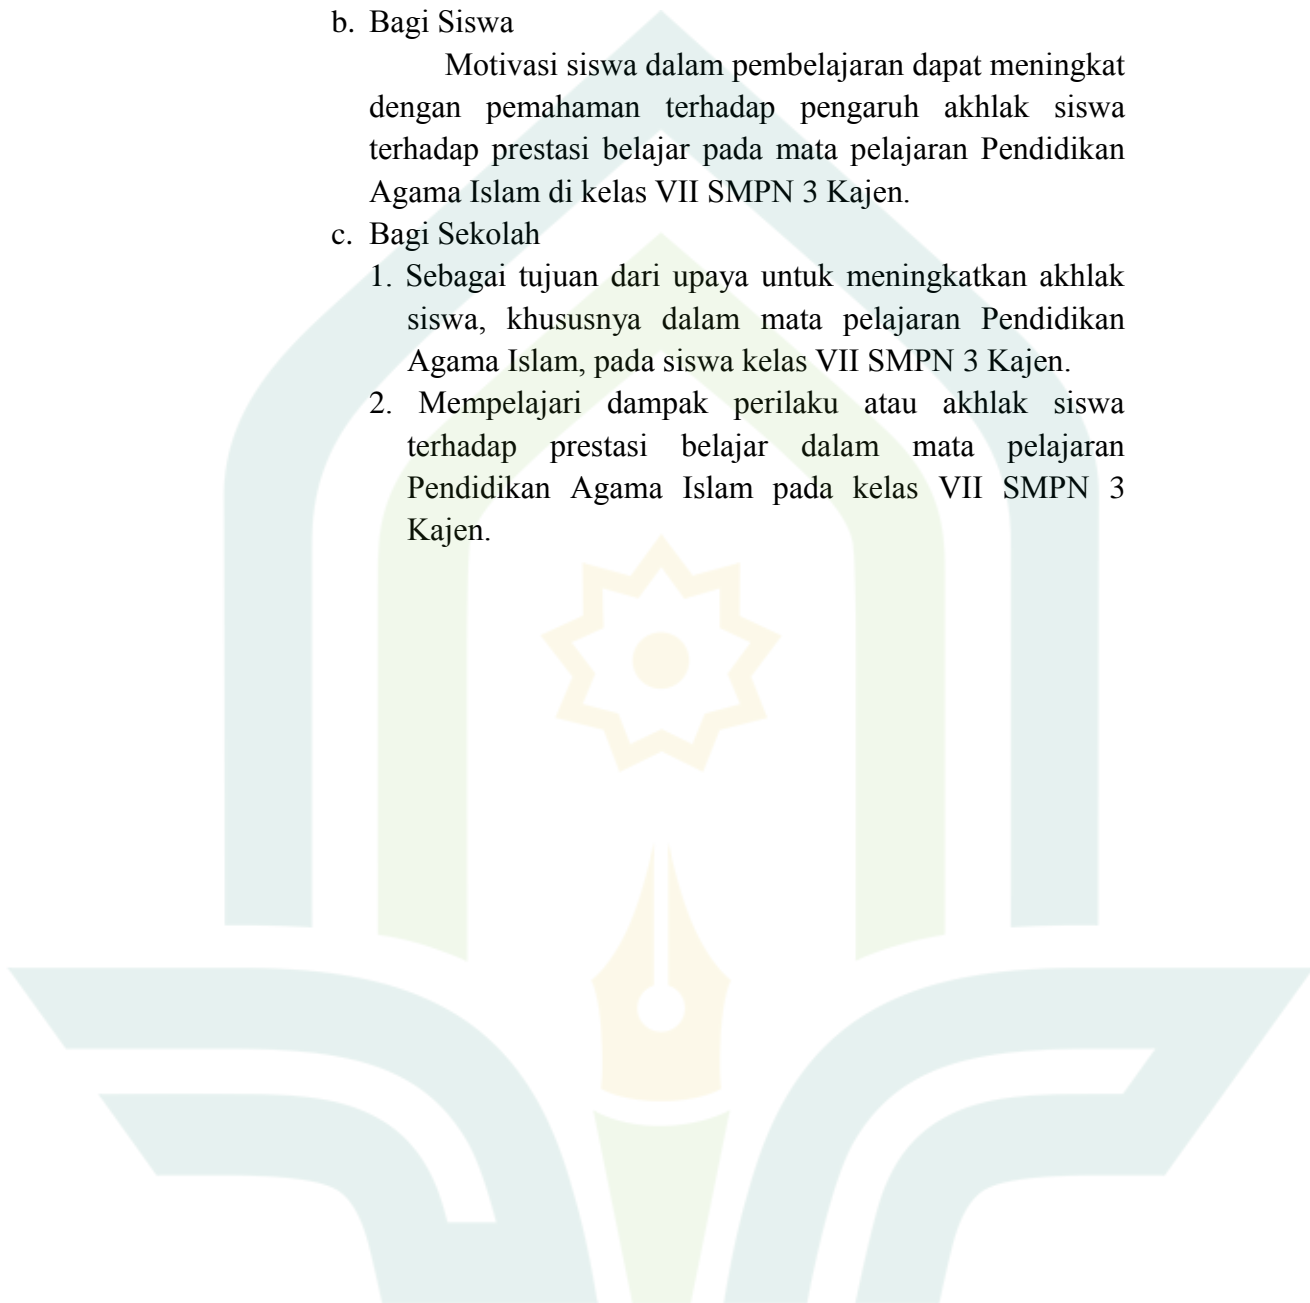 b. Bagi Siswa
Motivasi siswa dalam pembelajaran dapat meningkat
dengan pemahaman terhadap pengaruh akhlak siswa
terhadap prestasi belajar pada mata pelajaran Pendidikan
Agama Islam di kelas VII SMPN 3 Kajen.
c. Bagi Sekolah
1. Sebagai tujuan dari upaya untuk meningkatkan akhlak
siswa, khususnya dalam mata pelajaran Pendidikan
Agama Islam, pada siswa kelas VII SMPN 3 Kajen.
2. Mempelajari dampak perilaku atau akhlak siswa
terhadap prestasi belajar dalam mata pelajaran
Pendidikan Agama Islam pada kelas VII SMPN 3
Kajen.